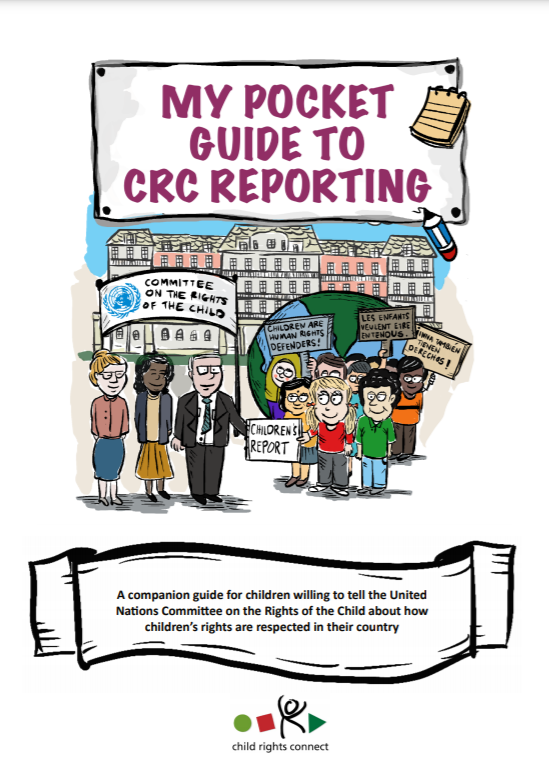 MY POCKET
GUIDE TO
CRC REPORTING
COMMITTEE
ON THE RIGHTS
OF THE CHILD
CHILDREN ARE
HUMAN RIGHTS
DEFENDERS!
LES ENFANTS
VEULENT ETRE
ENTENDUS.
TAMBIÉN
TIENEN
DERECHOS!
CHILDREN'S
REPORT
A companion guide for children willing to tell the United
Nations Committee on the Rights of the Child about how
children's rights are respected in their country
child rights connect